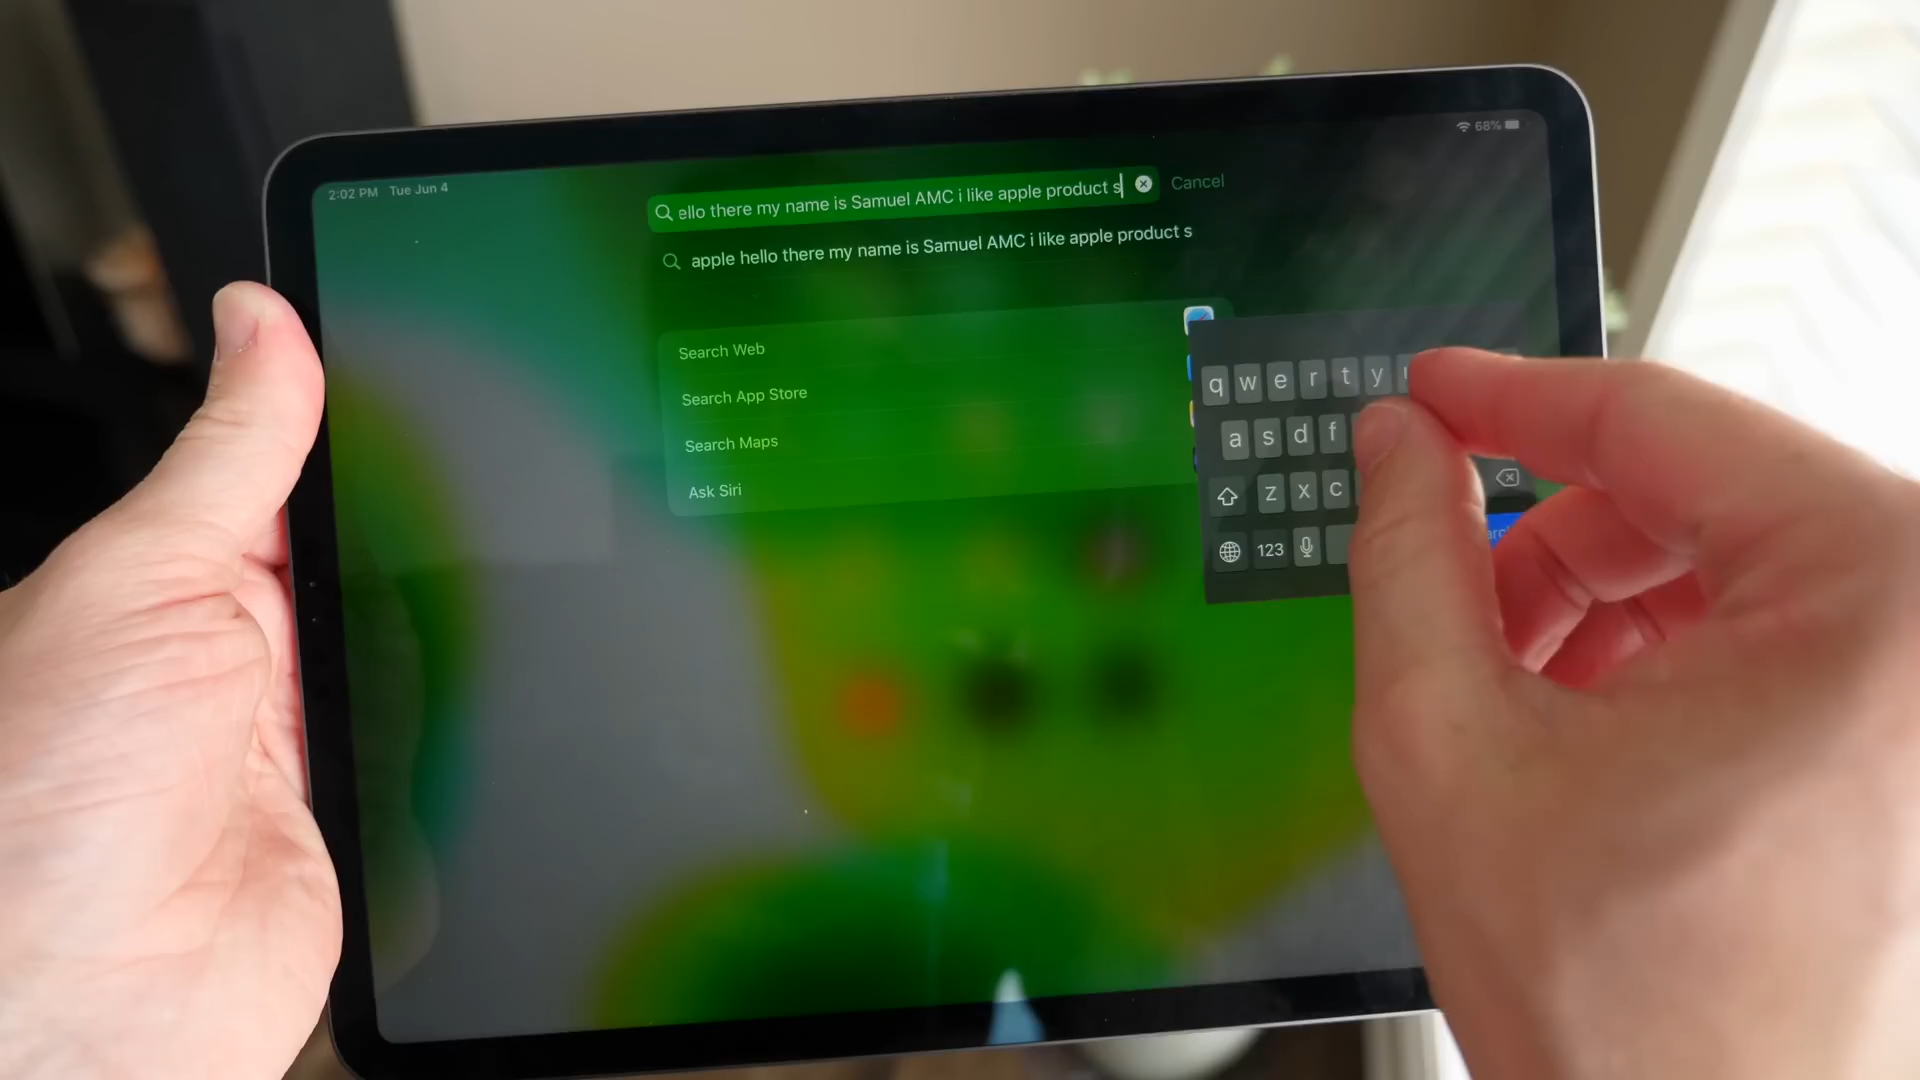 2:02 PM Tue Jun 4
68%
ello there my name is Samuel AMC i like apple product s
Cancel
apple hello there my name is Samuel AMC i like apple product s
Search Web
Search App Store
Search Maps
Ask Siri
q w e r t y
a s d f
z x c
123